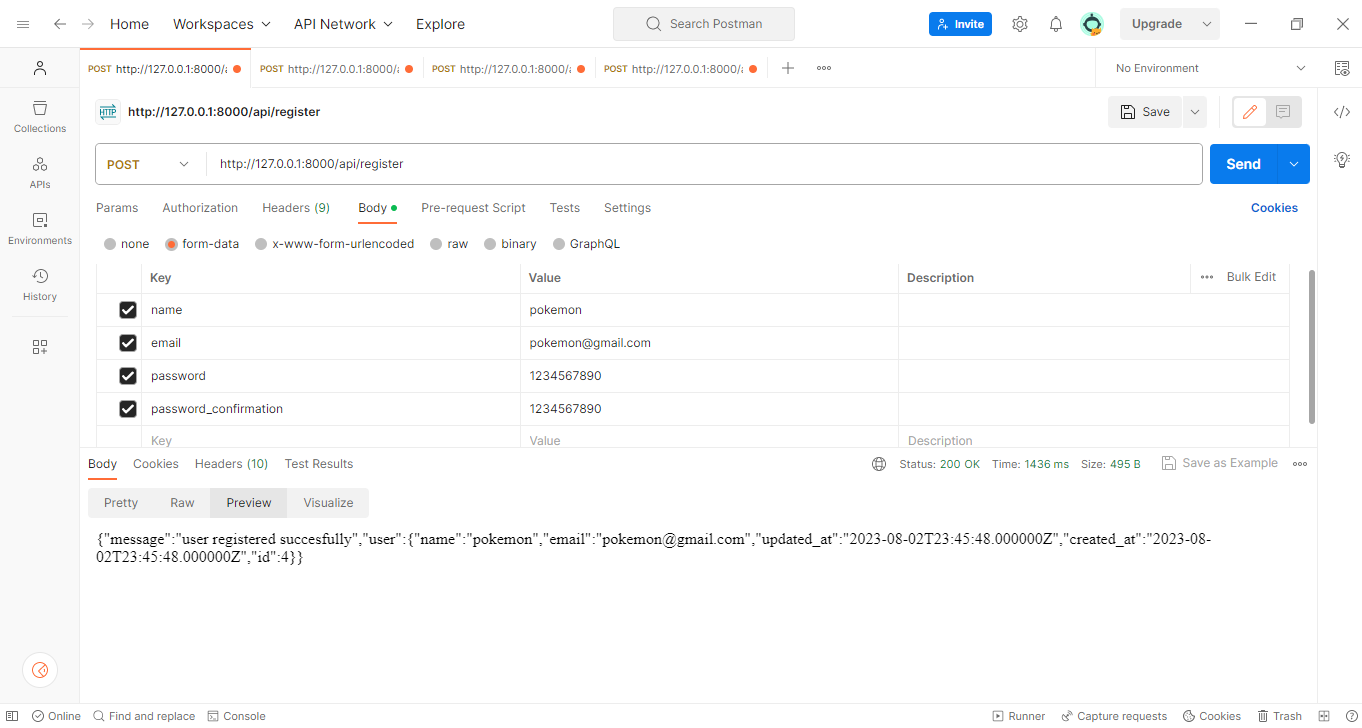 Home Workspaces API Network Explore Search Postman Invite Upgrade
POST http://127.0.0.1:8000/a POST http://127.0.0.1:8000/a POST http://127.0.0.1:8000/a POST http://127.0.0.1:8000/a No Environment
HTTP http://127.0.0.1:8000/api/register Save
Collections
POST http://127.0.0.1:8000/api/register Send
APIs
Params Authorization Headers (9) Body Pre-request Script Tests Settings Cookies
Environments
none form-data x-www-form-urlencoded raw binary GraphQL
Key Value Description Bulk Edit
History
name pokemon
email pokemon@gmail.com
password 1234567890
password_confirmation 1234567890
Key Value Description
Body Cookies Headers (10) Test Results Status: 200 OK Time: 1436 ms Size: 495 B Save as Example
Pretty Raw Preview Visualize
{"message":"user registered succesfully","user":{"name":"pokemon","email":"pokemon@gmail.com","updated_at":"2023-08-02T23:45:48.000000Z","created_at":"2023-08-
02T23:45:48.000000Z","id":4}}
Online Find and replace Console Runner Capture requests Cookies Trash